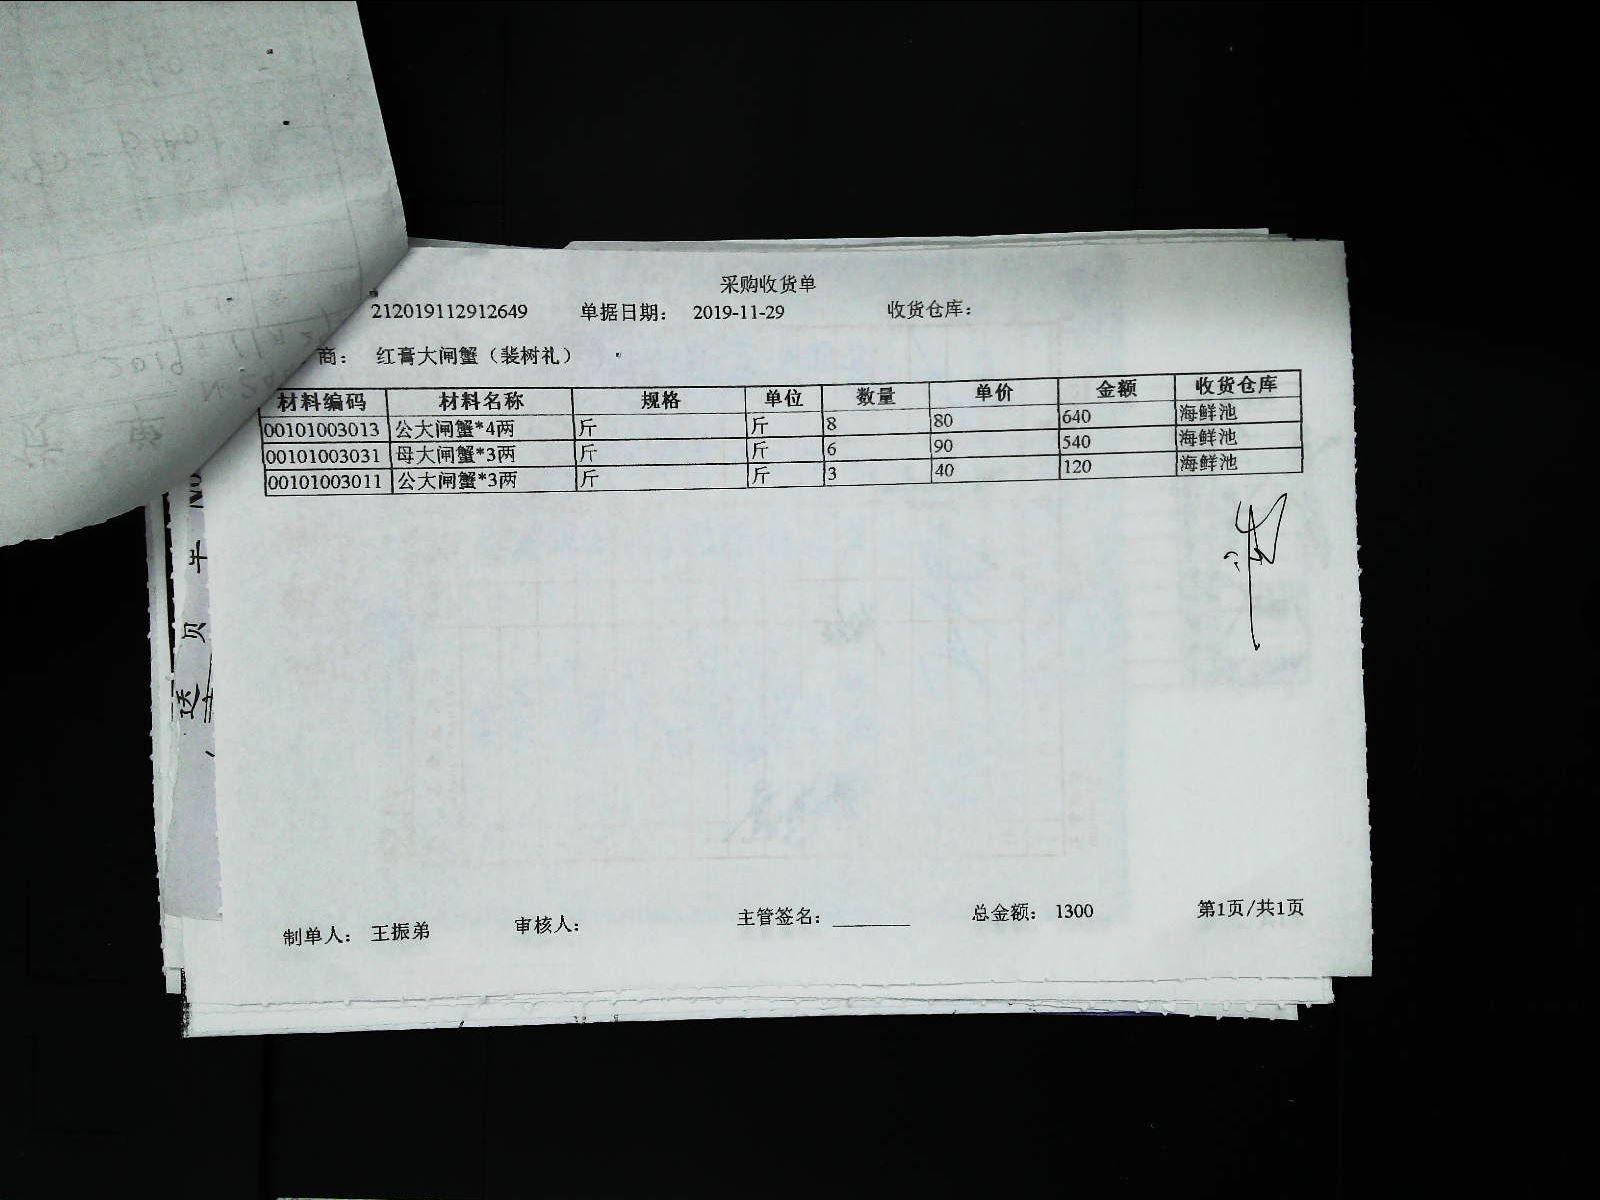 采购收货单
212019112912649 单据日期： 2019-11-29 收货仓库：
商： 红膏大闸蟹（裴树礼）
材料编码 材料名称 规格 单位 数量 单价 金额 收货仓库
00101003013 公大闸蟹*4两 斤 斤 8 80 640 海鲜池
00101003031 母大闸蟹*3两 斤 斤 6 90 540 海鲜池
00101003011 公大闸蟹*3两 斤 斤 3 40 120 海鲜池
制单人： 王振弟 审核人： 主管签名：________ 总金额： 1300 第1页/共1页